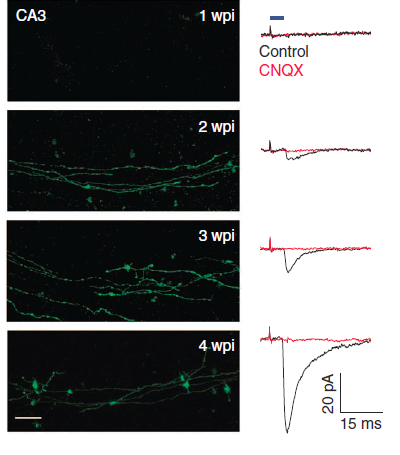 CA3
1 wpi
Control
CNQX
2 wpi
3 wpi
4 wpi
20 pA
15 ms